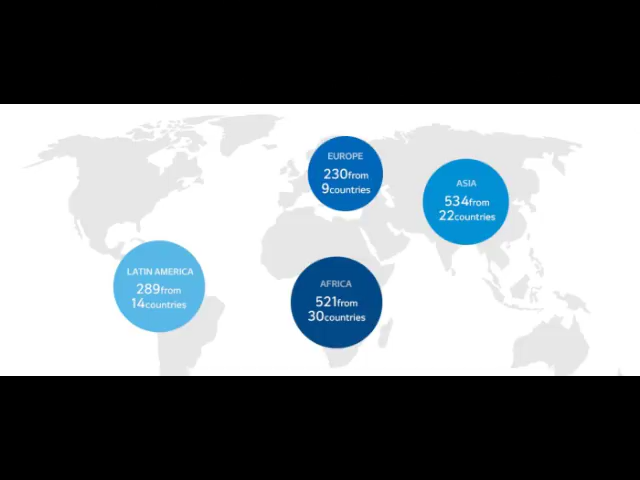 EUROPE
230from
9countries
ASIA
534from
22countries
LATIN AMERICA
289from
14countries
AFRICA
521from
30countries